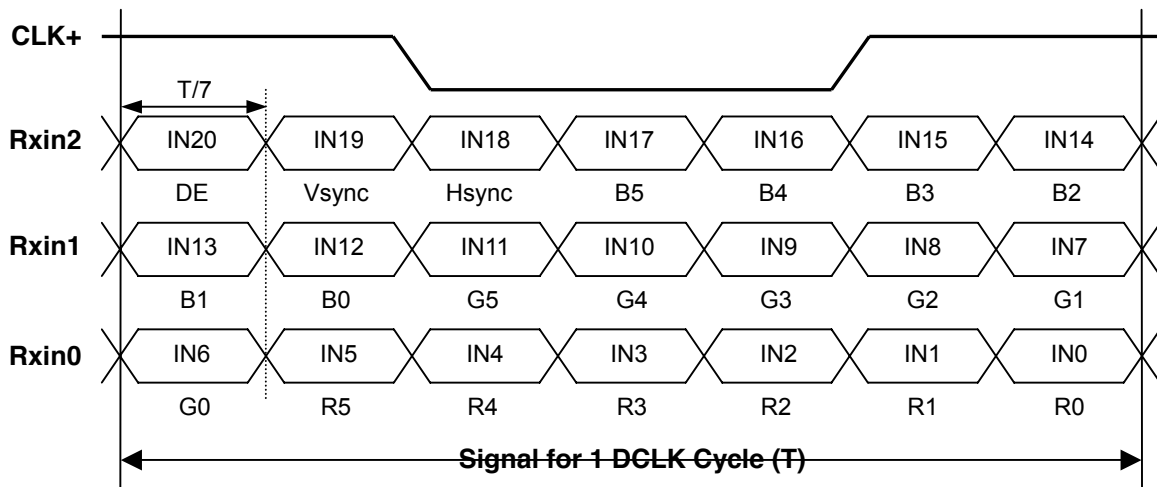 CLK+
T/7
Rxin2 IN20 IN19 IN18 IN17 IN16 IN15 IN14
DE Vsync Hsync B5 B4 B3 B2
Rxin1 IN13 IN12 IN11 IN10 IN9 IN8 IN7
B1 B0 G5 G4 G3 G2 G1
Rxin0 IN6 IN5 IN4 IN3 IN2 IN1 IN0
G0 R5 R4 R3 R2 R1 R0
Signal for 1 DCLK Cycle (T)